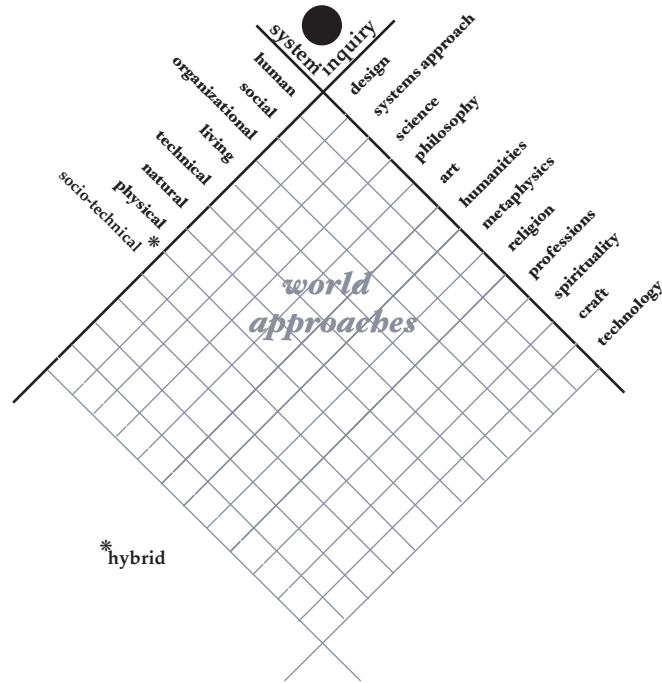 system
inquiry
human
social
organizational
living
technical
natural
physical
socio-technical *
design
systems approach
science
philosophy
art
humanities
metaphysics
religion
professions
spirituality
craft
technology
world
approaches
*hybrid